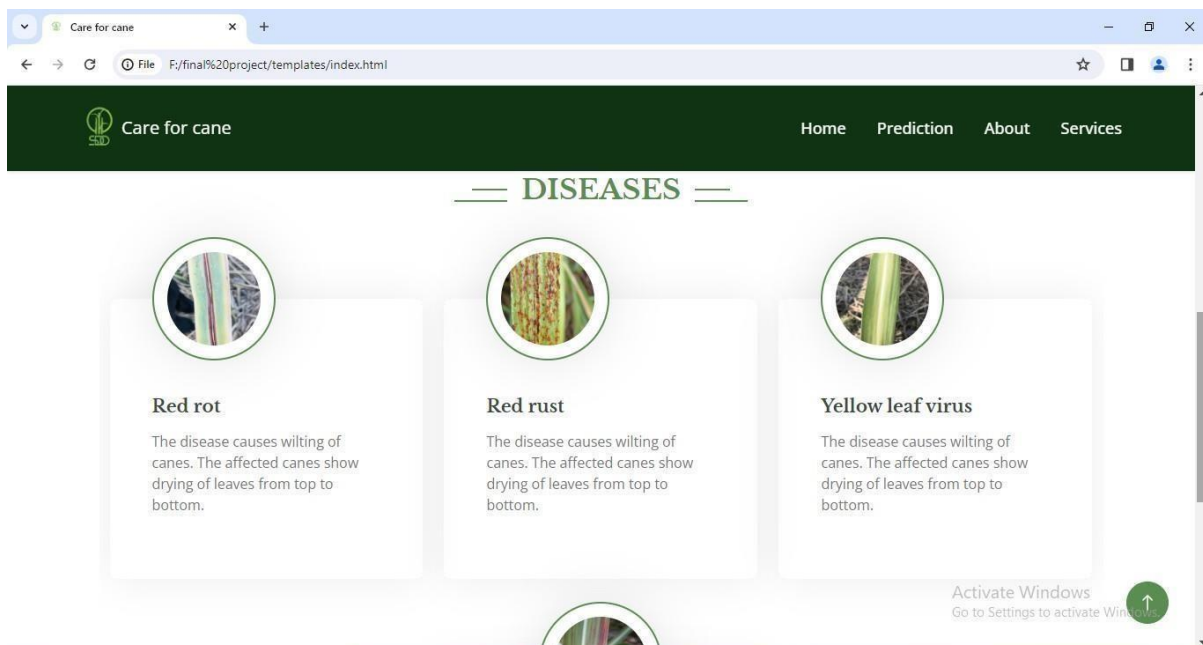 Care for cane
File F:/final%20project/templates/index.html
Care for cane Home Prediction About Services
DISEASES
Red rot
The disease causes wilting of
canes. The affected canes show
drying of leaves from top to
bottom.
Red rust
The disease causes wilting of
canes. The affected canes show
drying of leaves from top to
bottom.
Yellow leaf virus
The disease causes wilting of
canes. The affected canes show
drying of leaves from top to
bottom.
Activate Windows
Go to Settings to activate Windows.